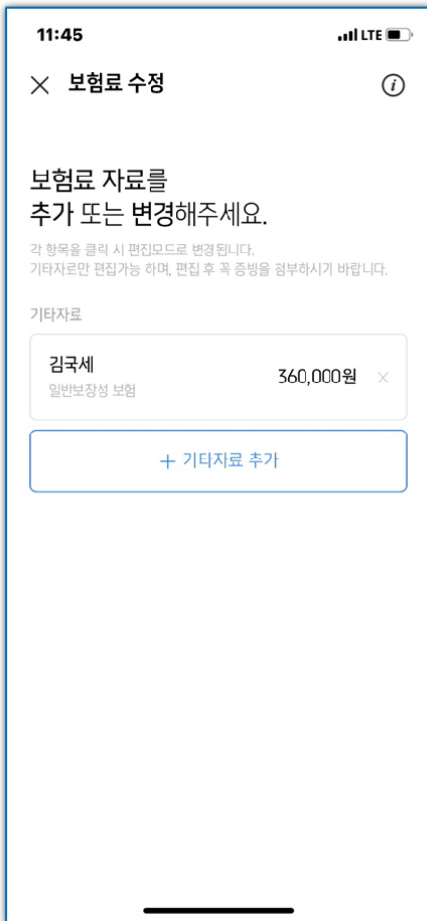 11:45
LTE
보험료 수정
i
보험료 자료를
추가 또는 변경해주세요.
각 항목을 클릭 시 편집모드로 변경됩니다.
기타자료만 편집가능 하며, 편집 후 꼭 증빙을 첨부하시기 바랍니다.
기타자료
김국세
360,000원
일반보장성 보험
+ 기타자료 추가